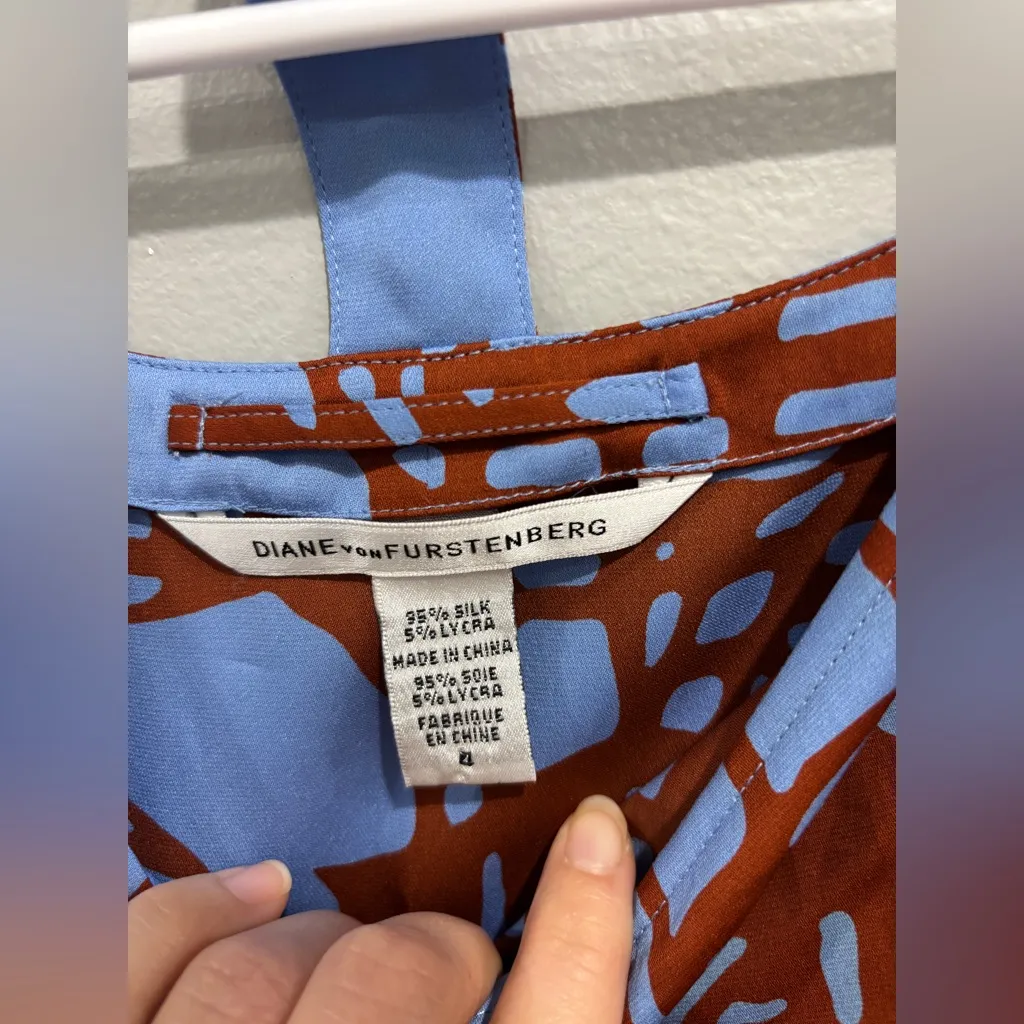 DIANE VON FURSTENBERG
95% SILK
5% LYCRA
MADE IN CHINA
95% SOIE
5% LYCRA
FABRIQUE
EN CHINE
4